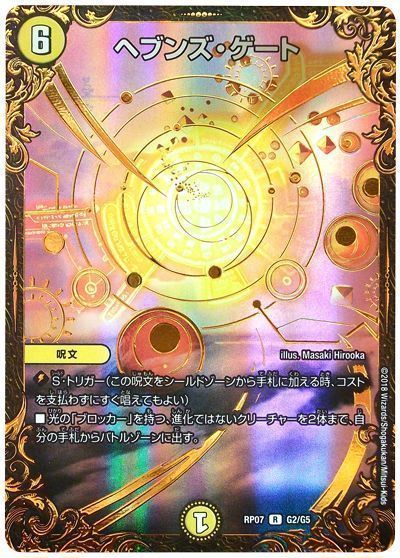 6
ヘブンズ・ゲート
呪文
illus. Masaki Hirooka
S・トリガー(この呪文をシールドゾーンから手札に加える時、コスト
を支払わずにすぐ唱えてもよい)
■光の「ブロッカー」を持つ、進化ではないクリーチャーを2体まで、自
分の手札からバトルゾーンに出す。
©2018 Wizards/Shogakukan/Mitsui-Kids
1
RP07 R G2/G5